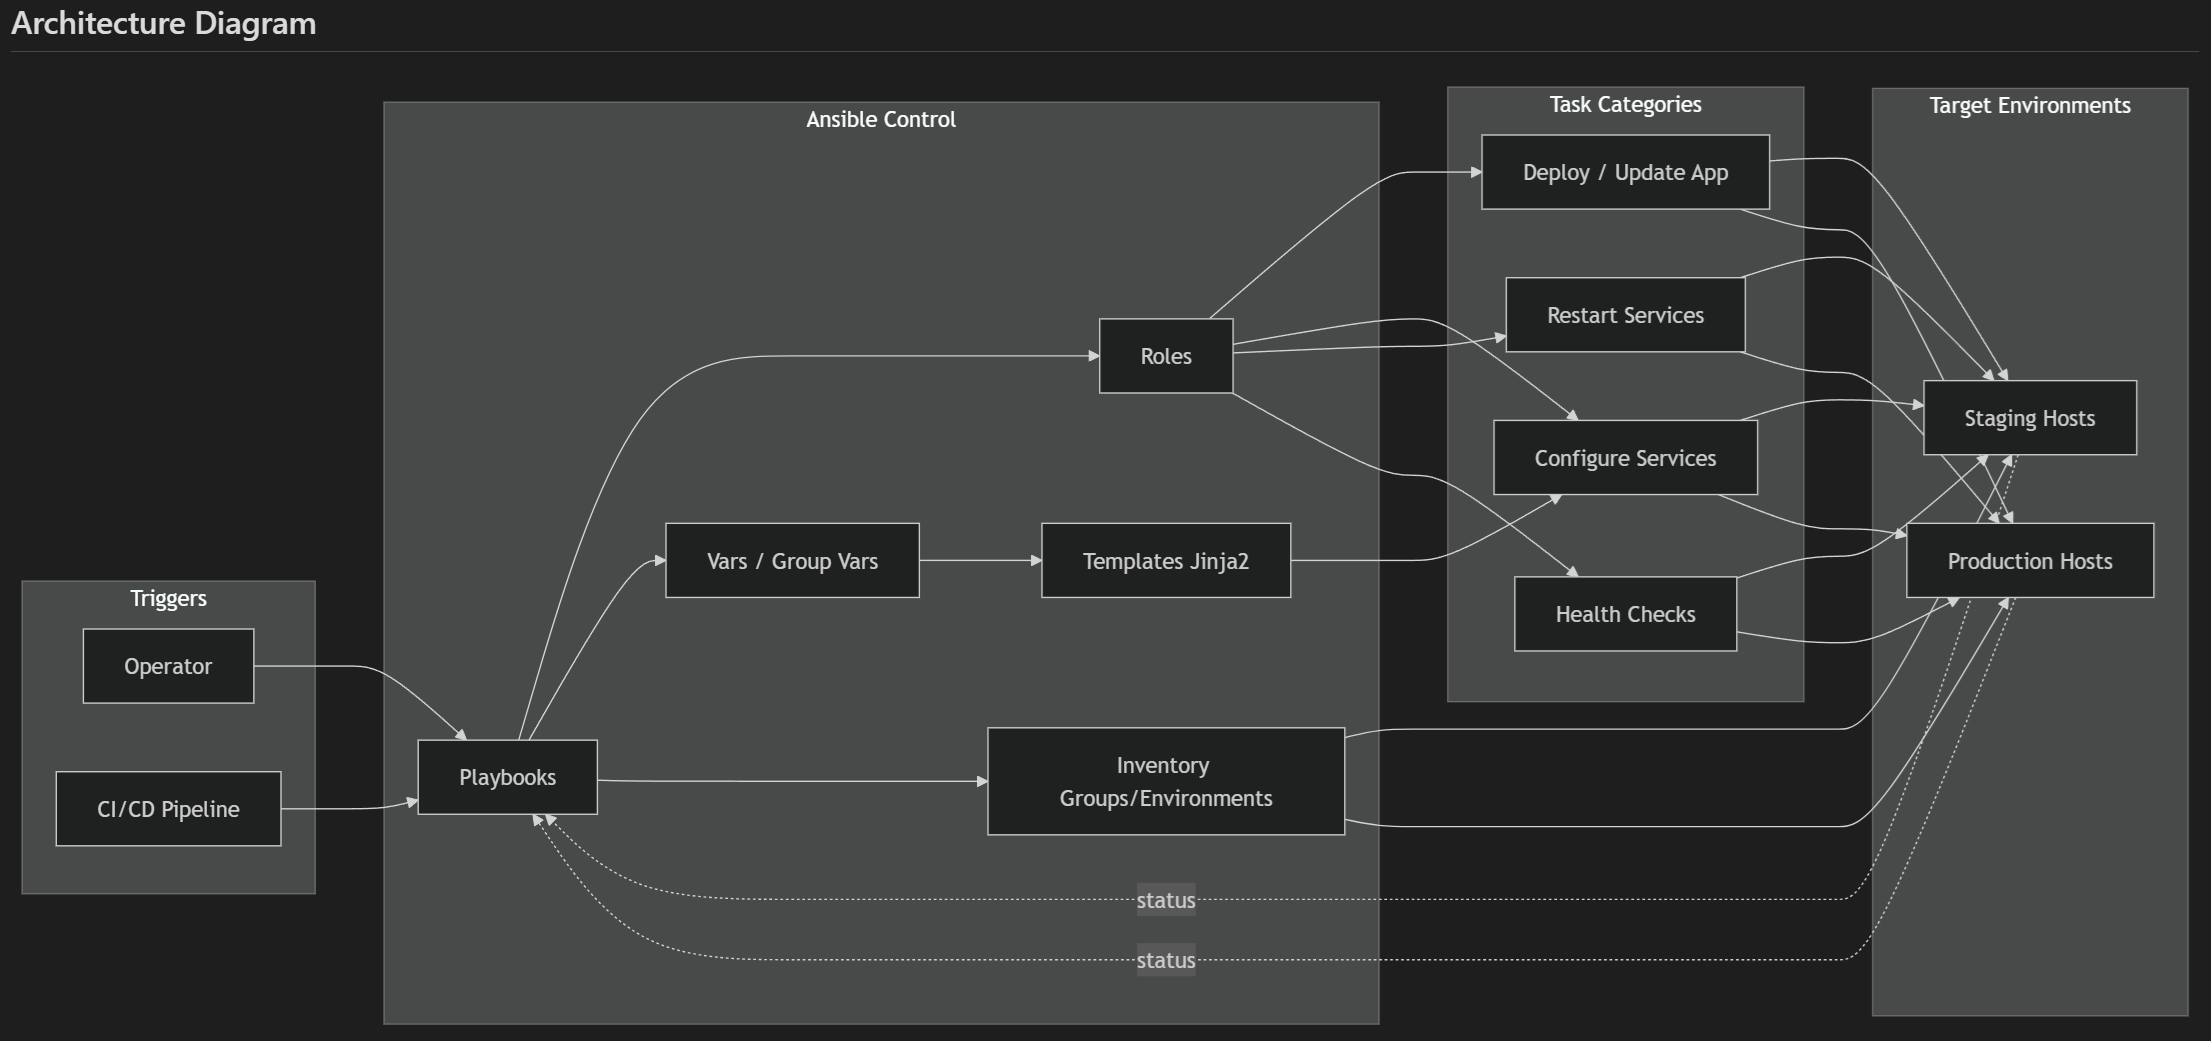 Architecture Diagram
Triggers
Operator
CI/CD Pipeline
Ansible Control
Playbooks
Roles
Vars / Group Vars
Templates Jinja2
Inventory
Groups/Environments
status
status
Task Categories
Deploy / Update App
Restart Services
Configure Services
Health Checks
Target Environments
Staging Hosts
Production Hosts